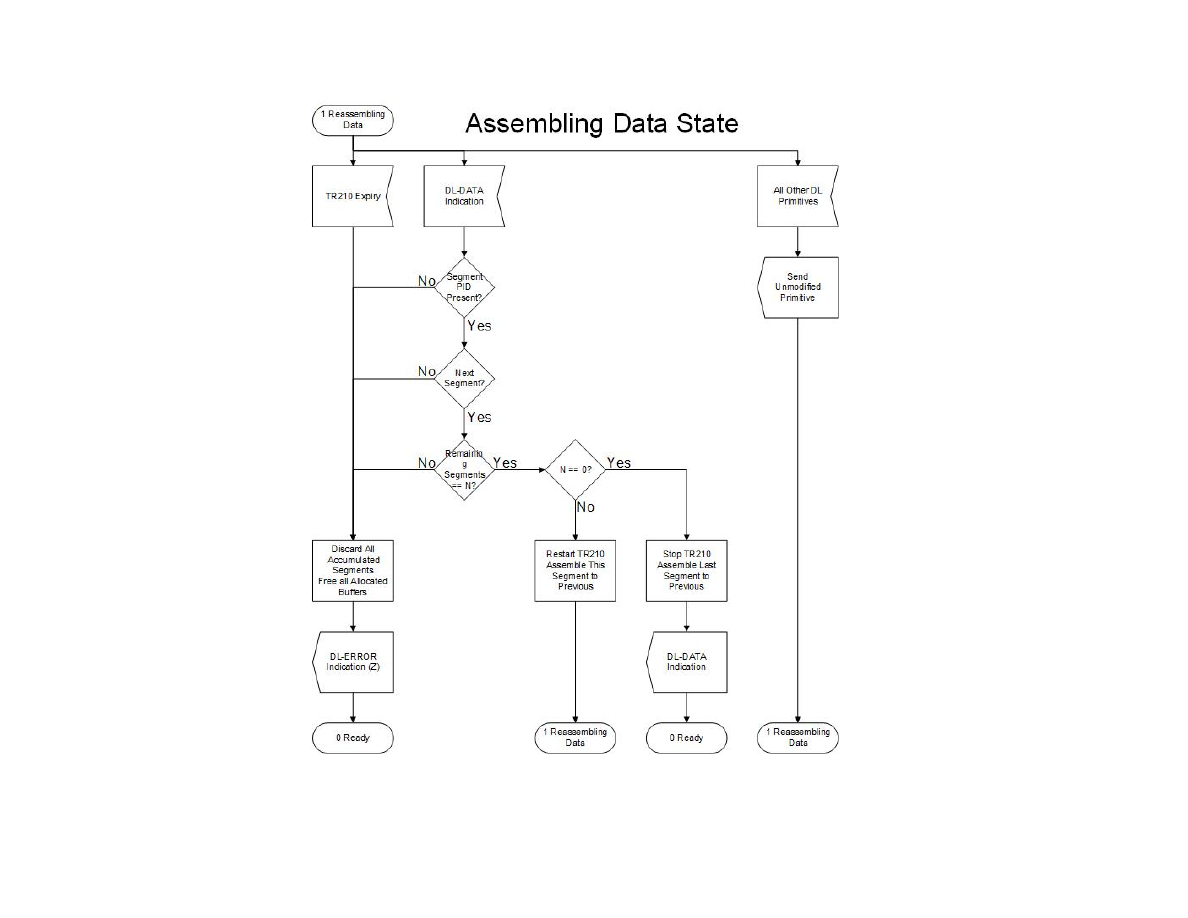 1 Reassembling
Data
Assembling Data State
TR210 Expiry
DL-DATA
Indication
All Other DL
Primitives
No
Segment
PID
Present?
Send
Unmodified
Primitive
Yes
No
Next
Segment?
Yes
No
Remainin
g
Segments
== N?
Yes
N == 0?
Yes
No
Discard All
Accumulated
Segments
Free all Allocated
Buffers
Restart TR210
Assemble This
Segment to
Previous
Stop TR210
Assemble Last
Segment to
Previous
DL-ERROR
Indication (Z)
DL-DATA
Indication
0 Ready
1 Reassembling
Data
0 Ready
1 Reassembling
Data